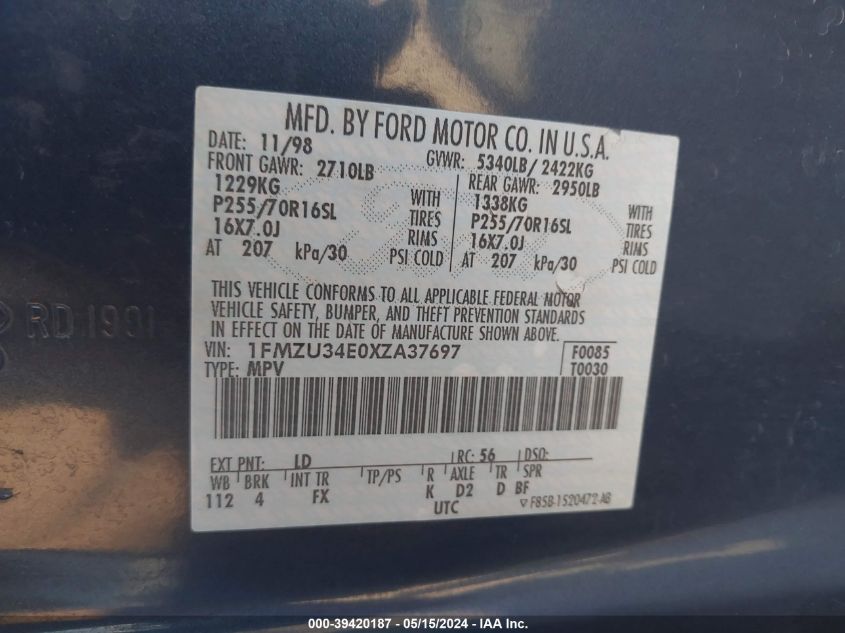 MFD. BY FORD MOTOR CO. IN U.S.A.
DATE: 11/98 GVWR: 5340LB/ 2422KG
FRONT GAWR: 2710LB REAR GAWR: 2950LB
1229KG WITH 1338KG WITH
P255/70R16SL TIRES P255/70R16SL TIRES
16X7.0J RIMS 16X7.0J RIMS
AT 207 kPa/30 PSI COLD AT 207 kPa/30 PSI COLD
THIS VEHICLE CONFORMS TO ALL APPLICABLE FEDERAL MOTOR
VEHICLE SAFETY, BUMPER, AND THEFT PREVENTION STANDARDS
IN EFFECT ON THE DATE OF MANUFACTURE SHOWN ABOVE.
VIN: 1FMZU34E0XZA37697 F0085
TYPE: MPV T0030
EXT PNT: LD RC: 56 DSO:
WB BRK INT TR TP/PS R AXLE TR SPR
112 4 FX K D2 D BF
UTC F85B-1520472-AB
RD 1991
000-39420187 - 05/15/2024 - IAA Inc.